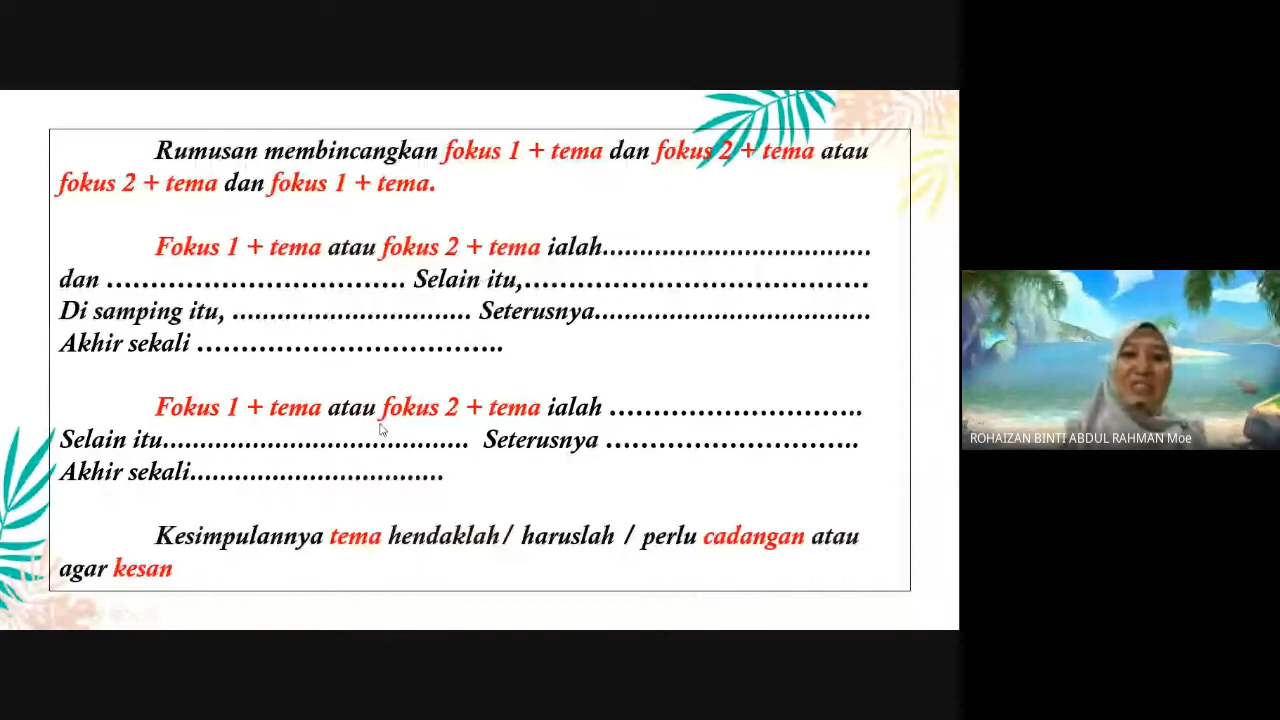 Rumusan membincangkan fokus 1 + tema dan fokus 2 + tema atau
fokus 2 + tema dan fokus 1 + tema.
Fokus 1 + tema atau fokus 2 + tema ialah....................................
dan .................................. Selain itu,..............................................
Di samping itu, ................................ Seterusnya.....................................
Akhir sekali ...................................
Fokus 1 + tema atau fokus 2 + tema ialah .................................
Selain itu......................................... Seterusnya .................................
Akhir sekali..................................
Kesimpulannya tema hendaklah/ haruslah / perlu cadangan atau
agar kesan
ROHAIZAN BINTI ABDUL RAHMAN Moe